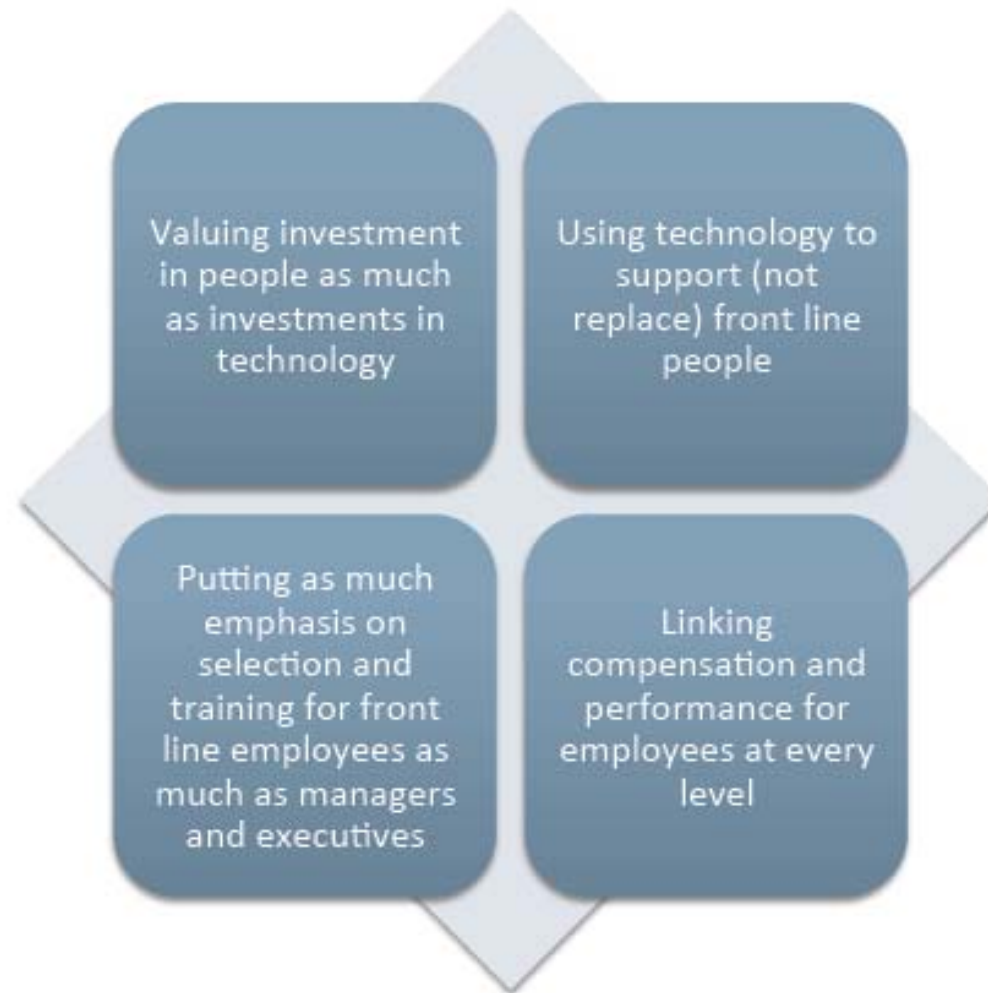 Valuing investment
in people as much
as investments in
technology
Using technology to
support (not
replace) front line
people
Putting as much
emphasis on
selection and
training for front
line employees as
much as managers
and executives
Linking
compensation and
performance for
employees at every
level